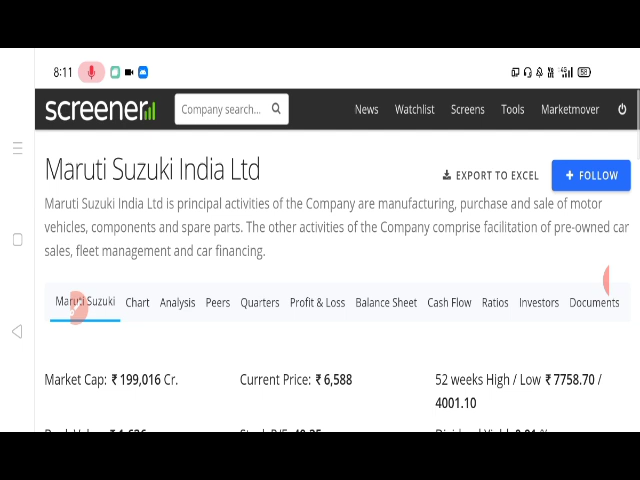 8:11
58
screener
Company search...
News Watchlist Screens Tools Marketmover
Maruti Suzuki India Ltd
EXPORT TO EXCEL
+ FOLLOW
Maruti Suzuki India Ltd is principal activities of the Company are manufacturing, purchase and sale of motor
vehicles, components and spare parts. The other activities of the Company comprise facilitation of pre-owned car
sales, fleet management and car financing.
Maruti Suzuki Chart Analysis Peers Quarters Profit & Loss Balance Sheet Cash Flow Ratios Investors Documents
Market Cap: ₹ 199,016 Cr. Current Price: ₹ 6,588 52 weeks High / Low ₹ 7758.70 /
4001.10